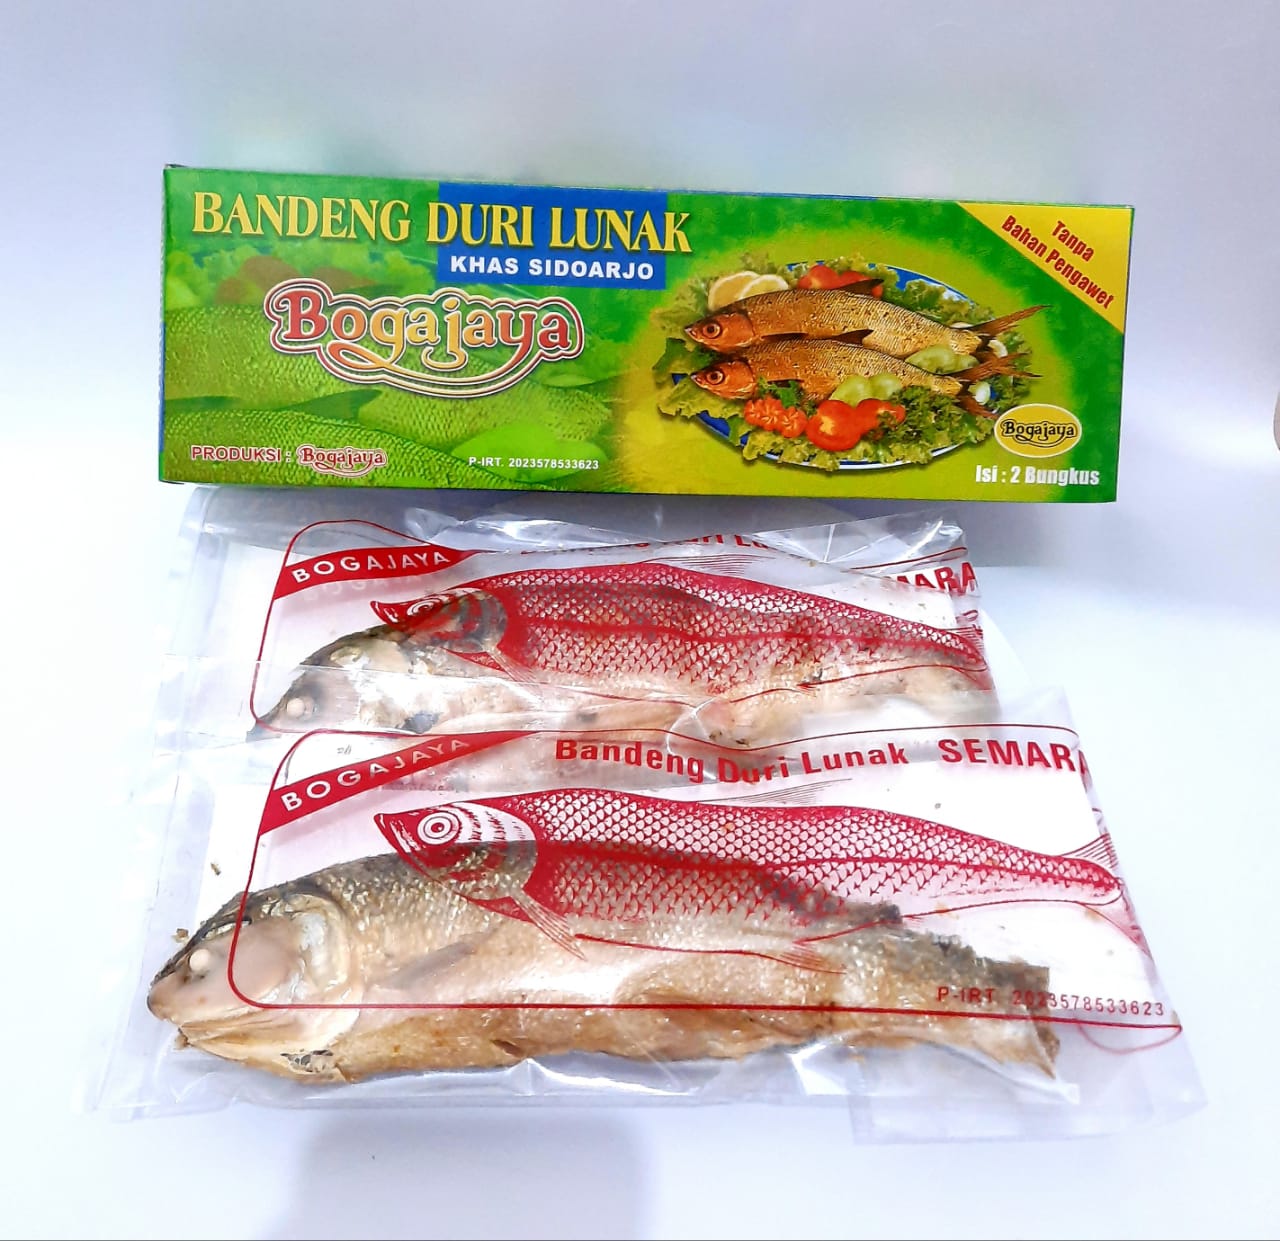 BANDENG DURI LUNAK
KHAS SIDOARJO
Bogajaya
Tanpa
Bahan Pengawet
PRODUKSI : Bogajaya
P-IRT. 2023578533623
Bogajaya
Isi : 2 Bungkus
BOGAJAYA
MARA
BOGAJAYA
Bandeng Duri Lunak SEMARA
P-IRT 2023578533623